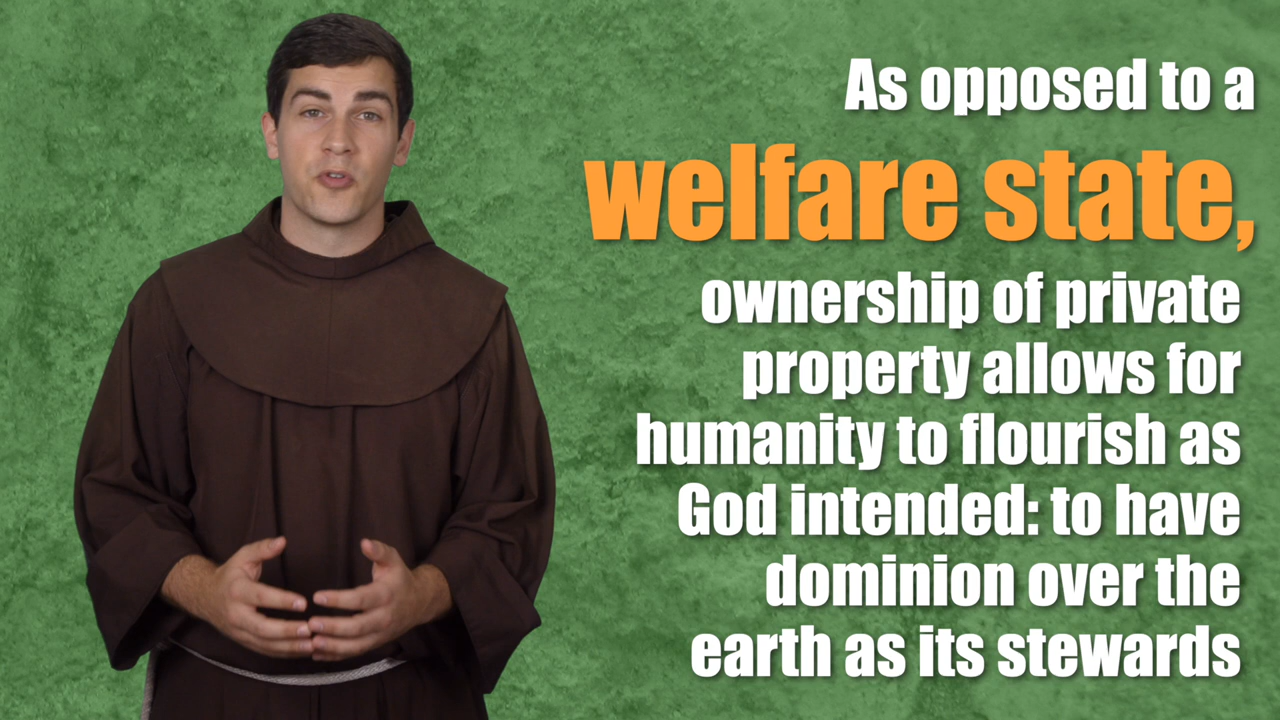 As opposed to a
welfare state,
ownership of private
property allows for
humanity to flourish as
God intended: to have
dominion over the
earth as its stewards